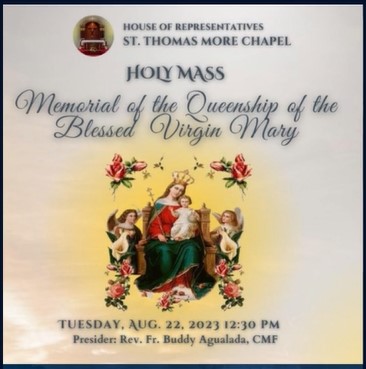 HOUSE OF REPRESENTATIVES
ST. THOMAS MORE CHAPEL
HOLY MASS
Memorial of the Queenship of the
Blessed Virgin Mary
TUESDAY, AUG. 22, 2023 12:30 PM
Presider: Rev. Fr. Buddy Agualada, CMF